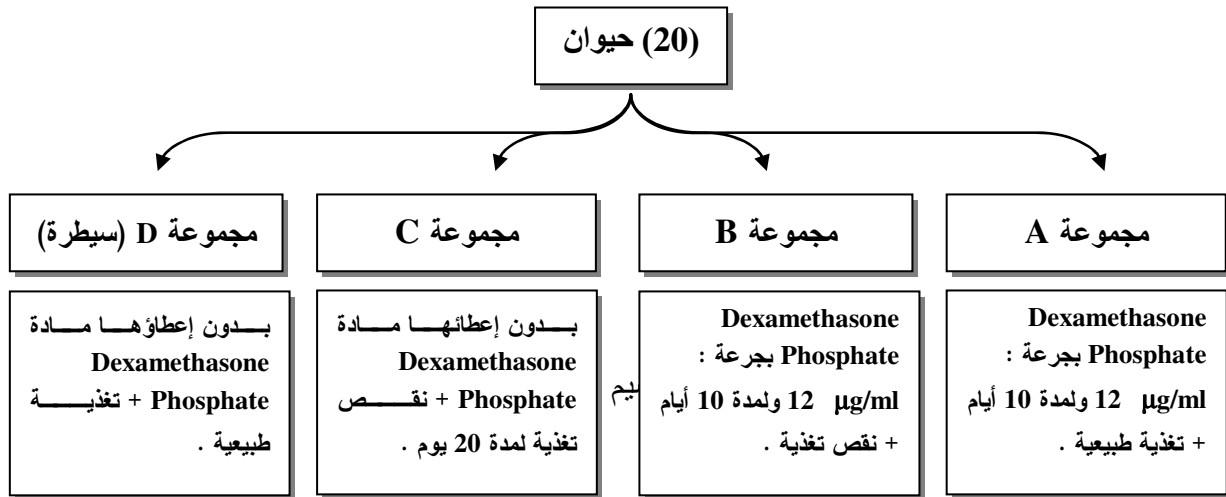 (20) حيوان
مجموعة A
مجموعة B
مجموعة C
مجموعة D (سيطرة)
Dexamethasone
Phosphate بجرعة :
12 µg/ml ولمدة 10 أيام
+ تغذية طبيعية .
Dexamethasone
Phosphate بجرعة :
12 µg/ml ولمدة 10 أيام
+ نقص تغذية .
بدون إعطائها مادة
Dexamethasone
Phosphate + نقص
تغذية لمدة 20 يوم .
بدون إعطاؤها مادة
Dexamethasone
Phosphate + تغذية
طبيعية .